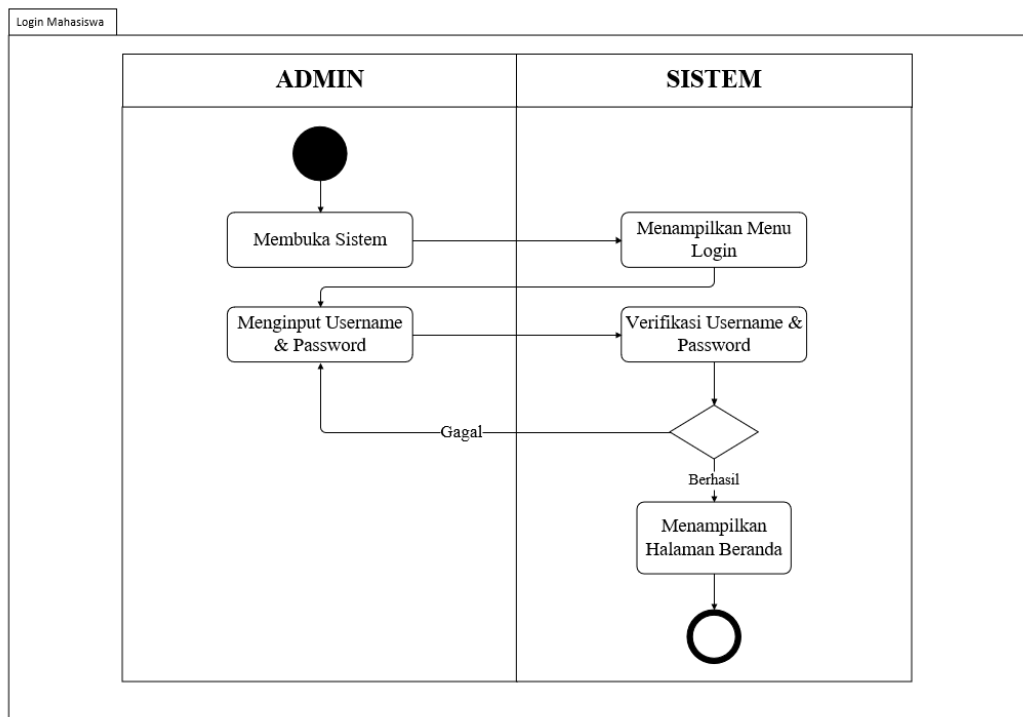 Login Mahasiswa
ADMIN
SISTEM
Membuka Sistem
Menampilkan Menu
Login
Menginput Username
& Password
Verifikasi Username &
Password
Gagal
Berhasil
Menampilkan
Halaman Beranda